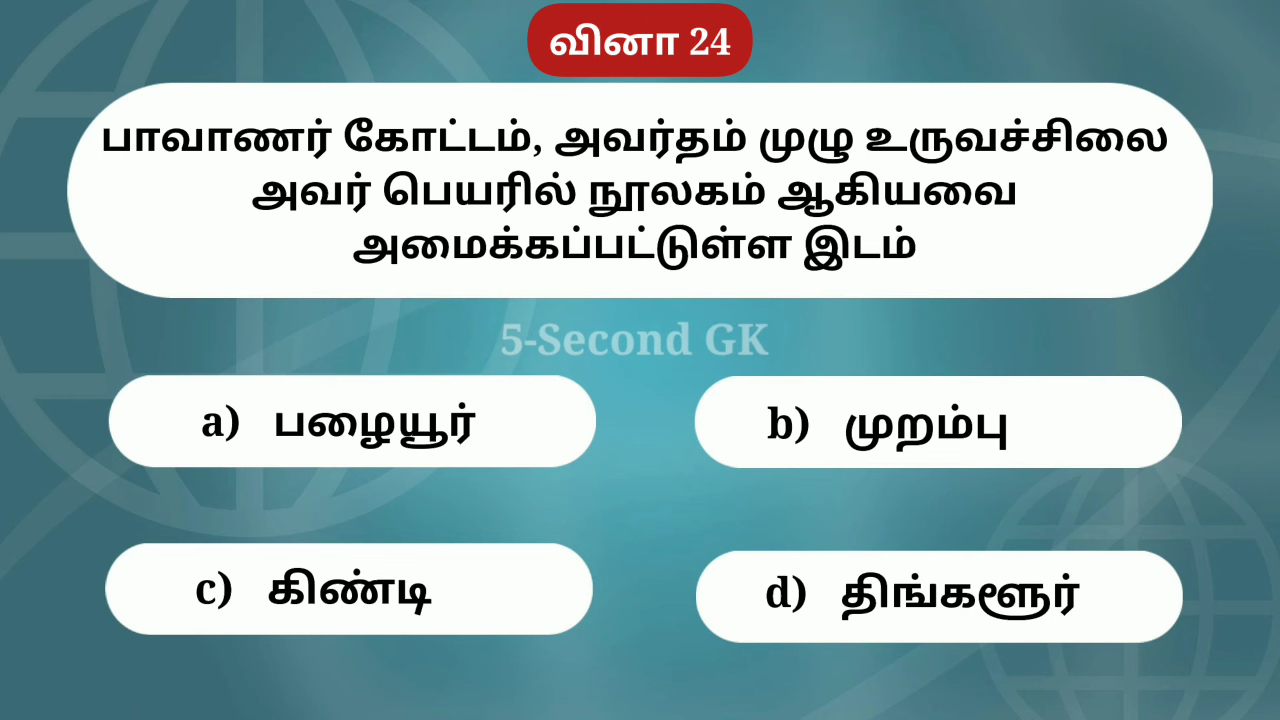 வினா 24
பாவாணர் கோட்டம், அவர்தம் முழு உருவச்சிலை
அவர் பெயரில் நூலகம் ஆகியவை
அமைக்கப்பட்டுள்ள இடம்
5-Second GK
a) பழையூர்
b) முறம்பு
c) கிண்டி
d) திங்களூர்